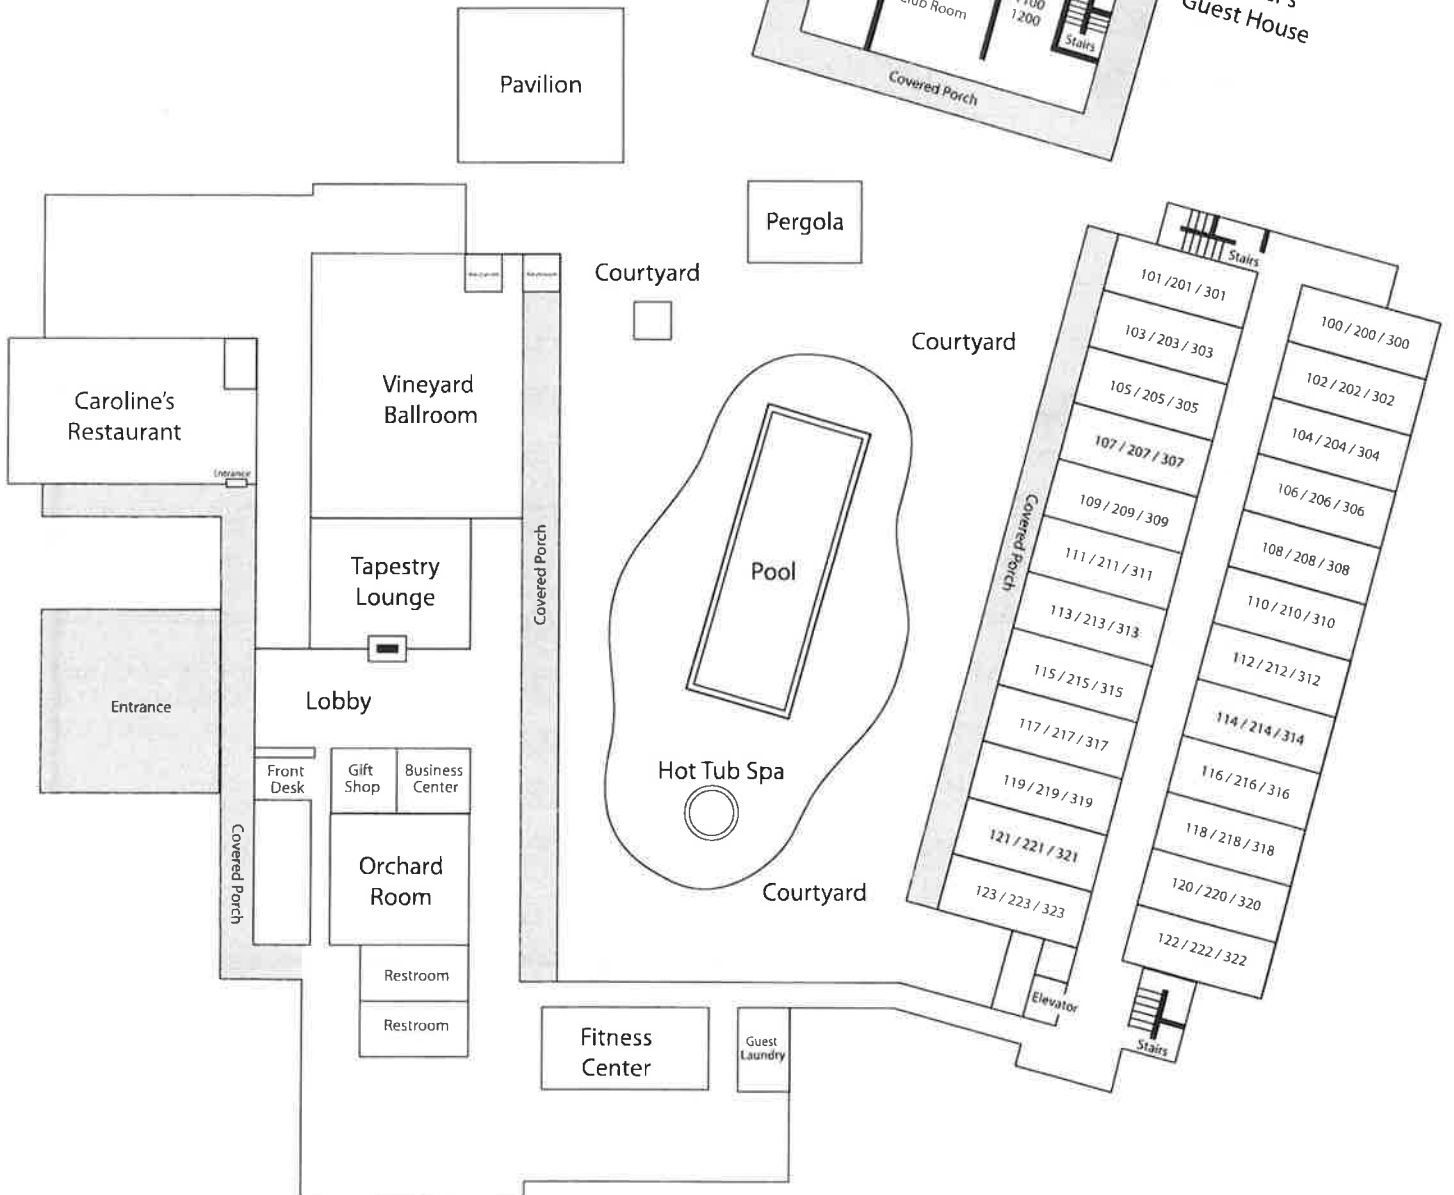 Club Room
1200
Stairs
Guest House
Covered Porch
Pavilion
Pergola
Courtyard
Courtyard
Stairs
101 /201 / 301
103 / 203 / 303
105 / 205 / 305
107 / 207 / 307
109 / 209 / 309
111 / 211 / 311
113 / 213 / 313
115 / 215 / 315
117 / 217 / 317
119 / 219 / 319
121 / 221 / 321
123 / 223 / 323
100 / 200 / 300
102 / 202 / 302
104 / 204 / 304
106 / 206 / 306
108 / 208 / 308
110 / 210 / 310
112 / 212 / 312
114 / 214 / 314
116 / 216 / 316
118 / 218 / 318
120 / 220 / 320
122 / 222 / 322
Covered Porch
Elevator
Stairs
Caroline's
Restaurant
Entrance
Vineyard
Ballroom
Tapestry
Lounge
Covered Porch
Pool
Hot Tub Spa
Courtyard
Entrance
Lobby
Front
Desk
Gift
Shop
Business
Center
Covered Porch
Orchard
Room
Restroom
Restroom
Fitness
Center
Guest
Laundry